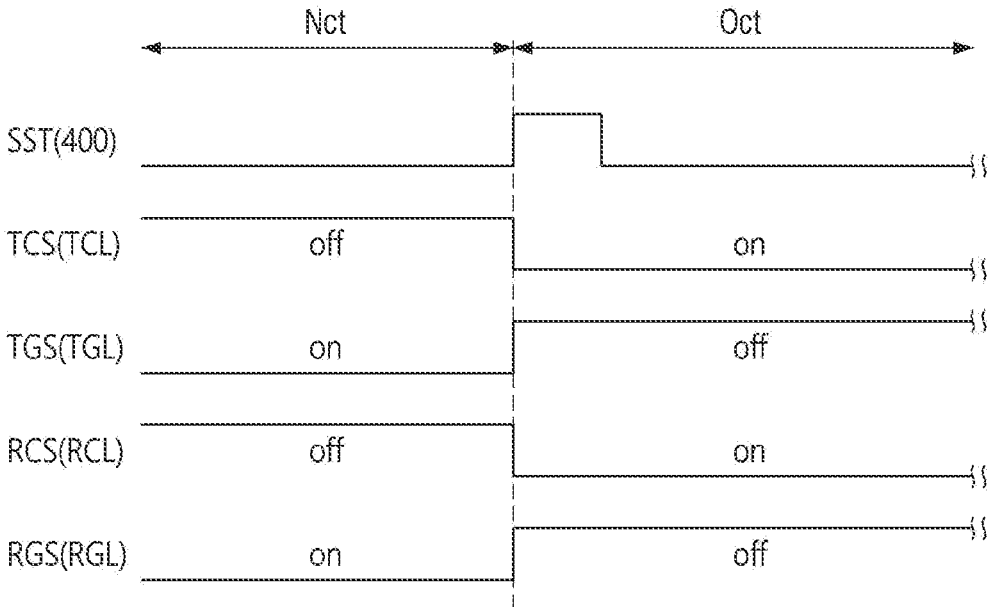 Nct Oct
SST(400)
TCS(TCL) off on
TGS(TGL) on off
RCS(RCL) off on
RGS(RGL) on off